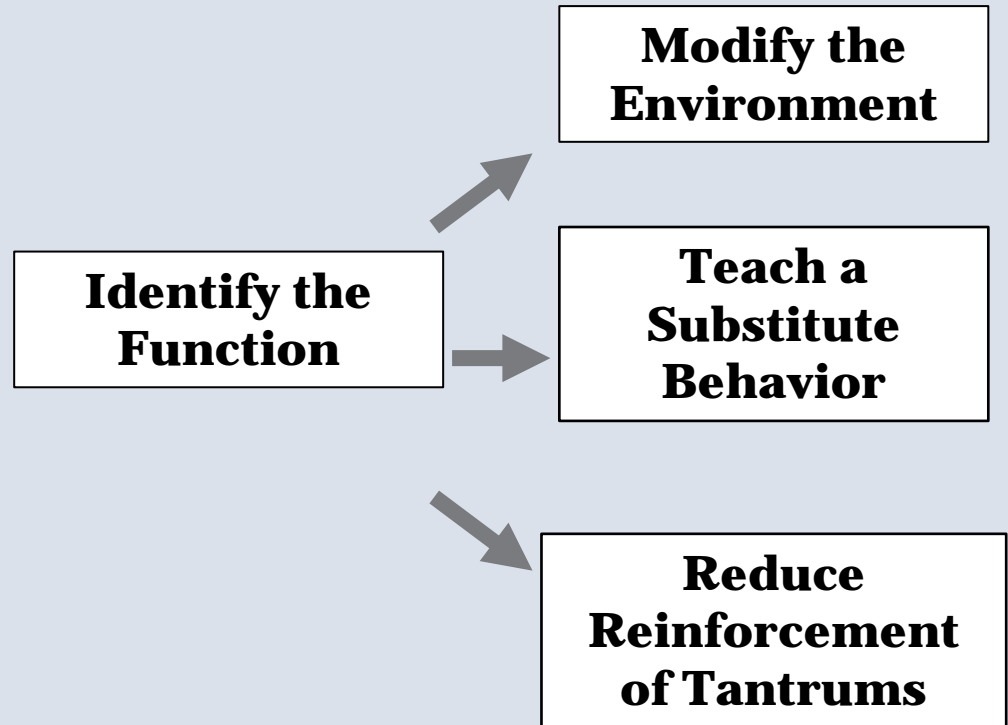 Modify the
Environment
Identify the
Function
Teach a
Substitute
Behavior
Reduce
Reinforcement
of Tantrums